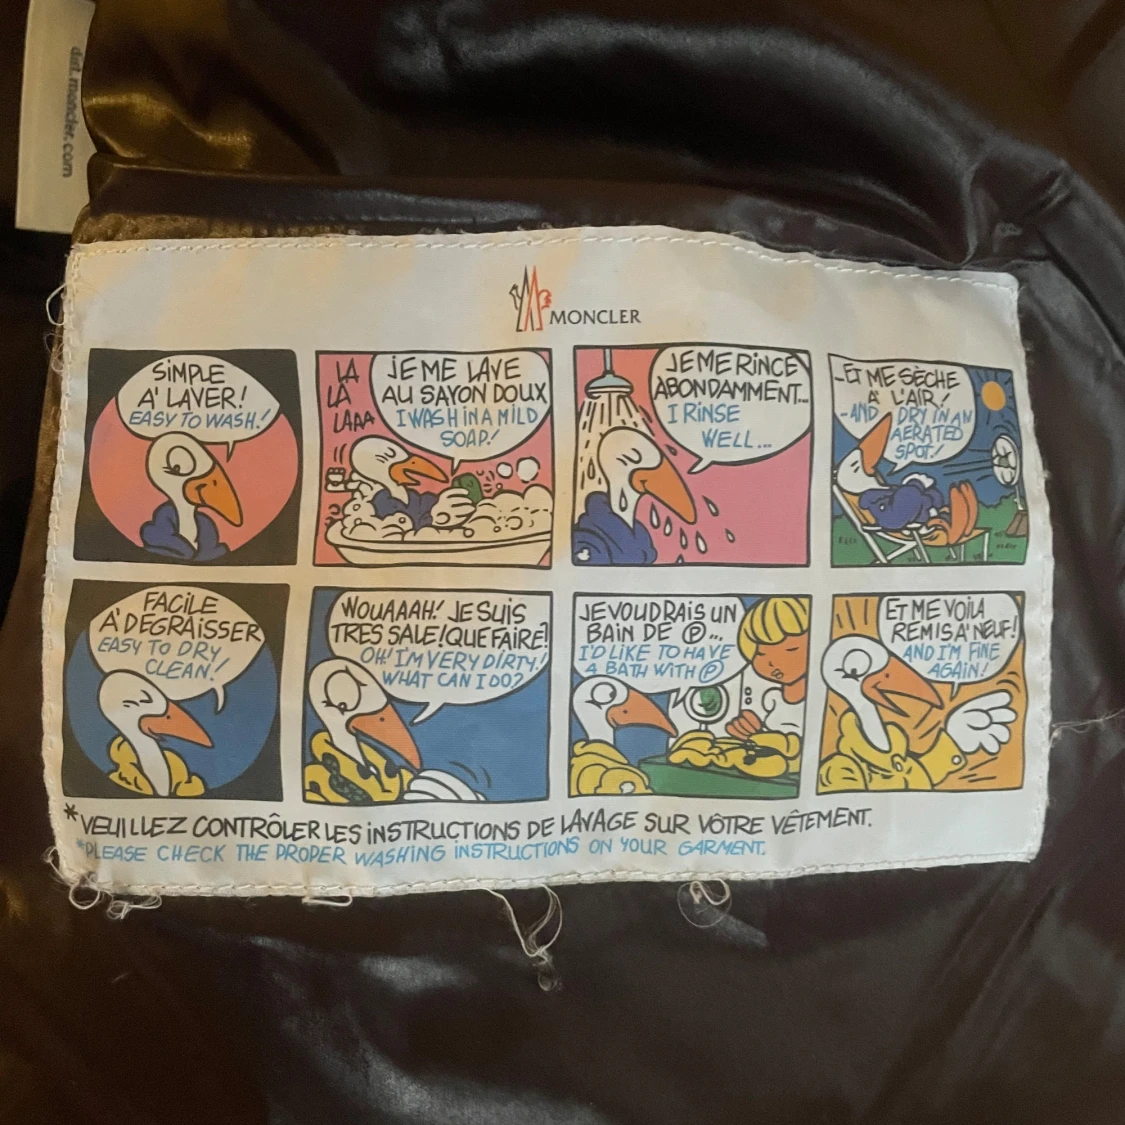 dist.moncler.com
MONCLER
SIMPLE
À LAVER!
EASY TO WASH!
LA
LÀ
LAAA
JE ME LAVE
AU SAVON DOUX
I WASH IN A MILD
SOAP!
JE ME RINCE
ABONDAMMENT...
I RINSE
WELL...
...ET ME SÈCHE
À L'AIR!
...AND DRY IN AN
AERATED
SPOT!
FACILE
À DÉGRAISSER
EASY TO DRY
CLEAN!
WOUAAAH! JE SUIS
TRES SALE! QUE FAIRE?
OH! I'M VERY DIRTY!
WHAT CAN I DO?
JE VOUDRAIS UN
BAIN DE Ⓟ...
I'D LIKE TO HAVE
A BATH WITH Ⓟ
ET ME VOILA
REMIS À NEUF!
AND I'M FINE
AGAIN!
*VEUILLEZ CONTRÔLER LES INSTRUCTIONS DE LAVAGE SUR VÔTRE VÊTEMENT.
*PLEASE CHECK THE PROPER WASHING INSTRUCTIONS ON YOUR GARMENT.